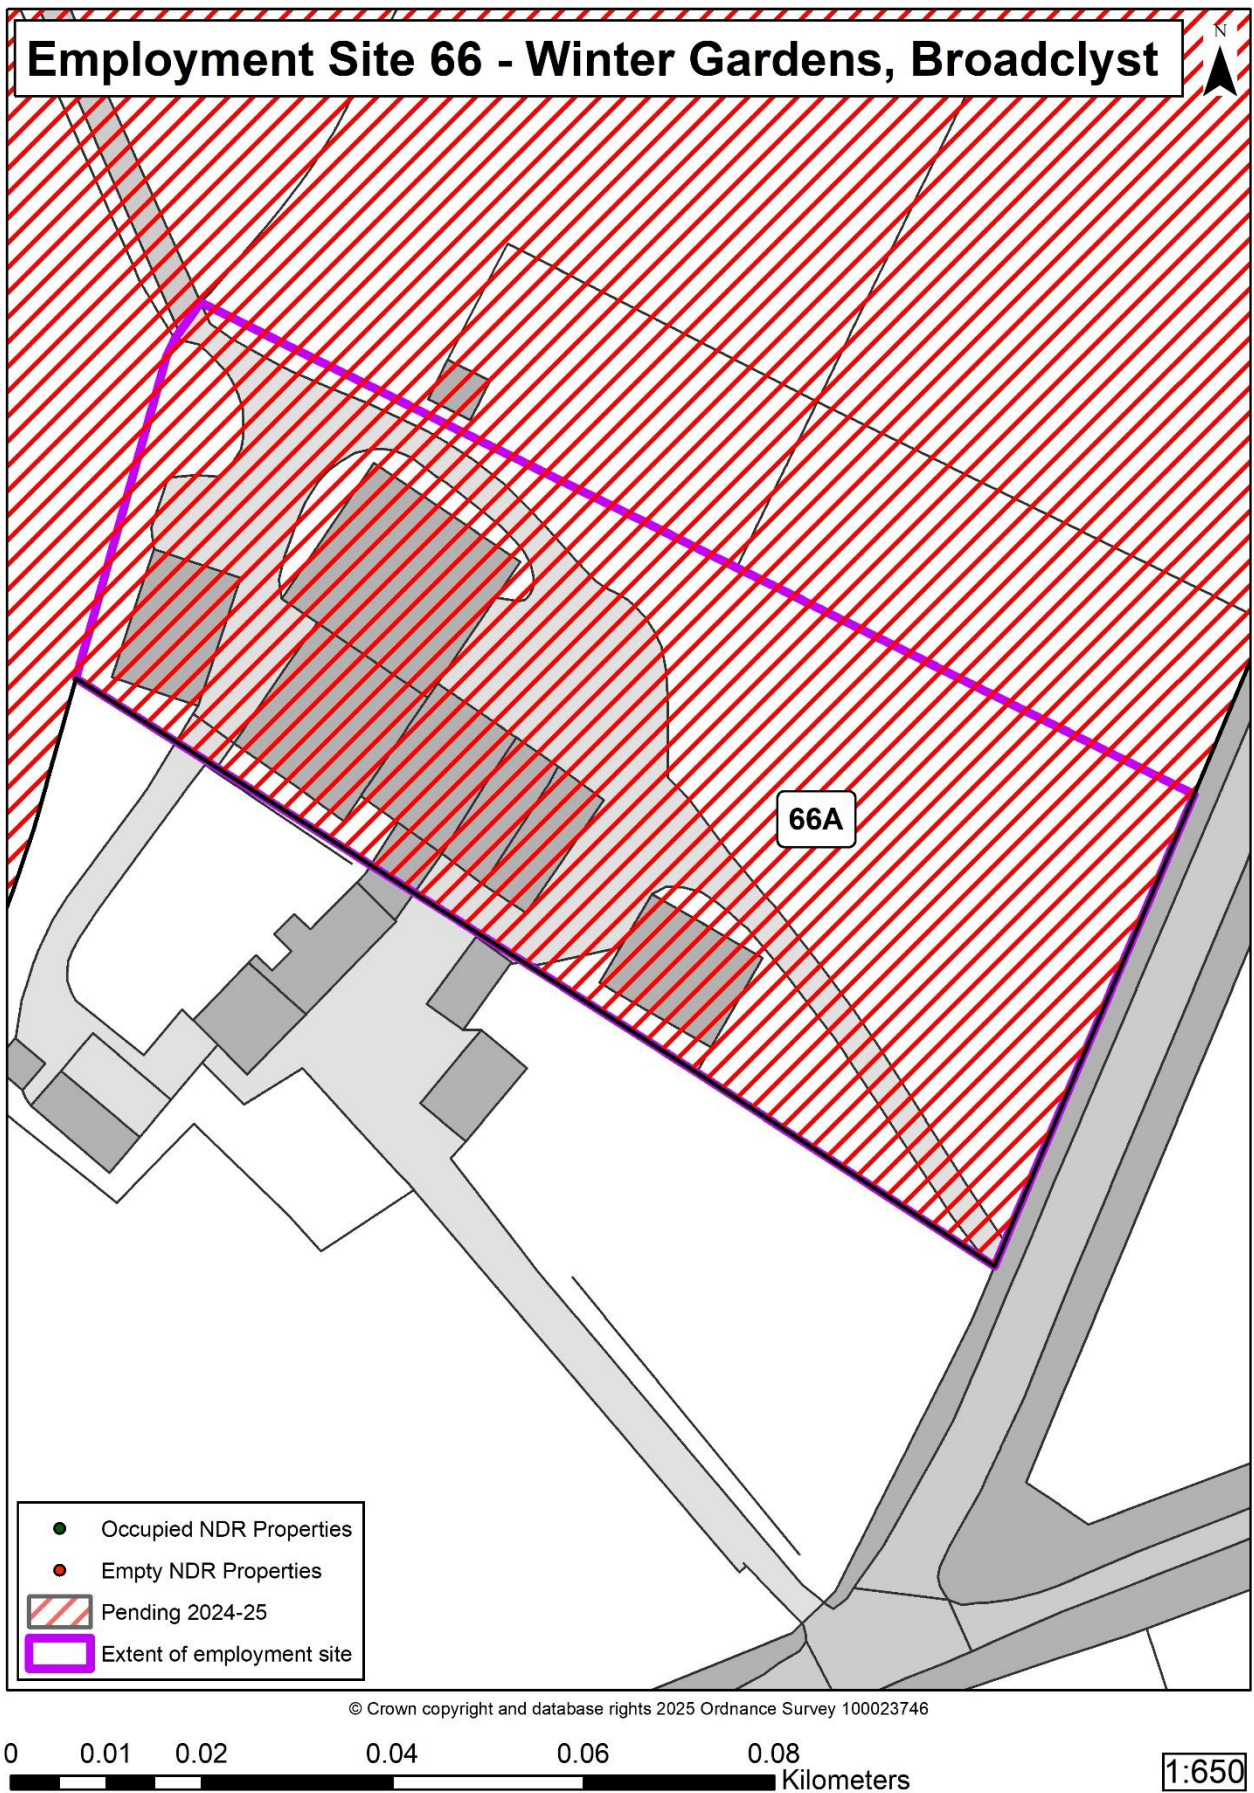 Employment Site 66 - Winter Gardens, Broadclyst
N
66A
Occupied NDR Properties
Empty NDR Properties
Pending 2024-25
Extent of employment site
© Crown copyright and database rights 2025 Ordnance Survey 100023746
0 0.01 0.02 0.04 0.06 0.08
Kilometers
1:650